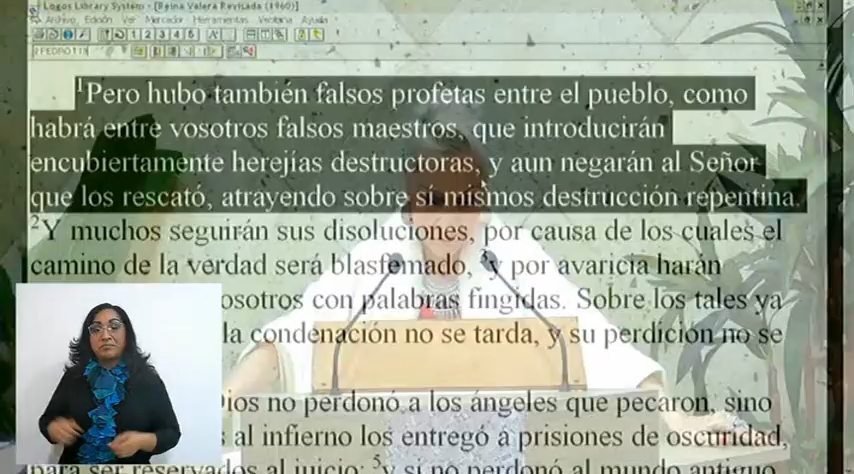 Logos Library System - [Reina Valera Revisada (1960)]
Archivo Edición Ver Mercador Herramientas Ventana Ayuda
2PEDRO11
¹Pero hubo también falsos profetas entre el pueblo, como
habrá entre vosotros falsos maestros, que introducirán
encubiertamente herejías destructoras, y aun negarán al Señor
que los rescató, atrayendo sobre sí mismos destrucción repentina.
²Y muchos seguirán sus disoluciones, por causa de los cuales el
camino de la verdad será blasfemado, ³y por avaricia harán
osotros con palabras fingidas. Sobre los tales ya
la condenación no se tarda, y su perdición no se
Dios no perdonó a los ángeles que pecaron, sino
s al infierno los entregó a prisiones de oscuridad,
para ser reservados al juicio; ⁵y si no perdonó al mundo antiguo